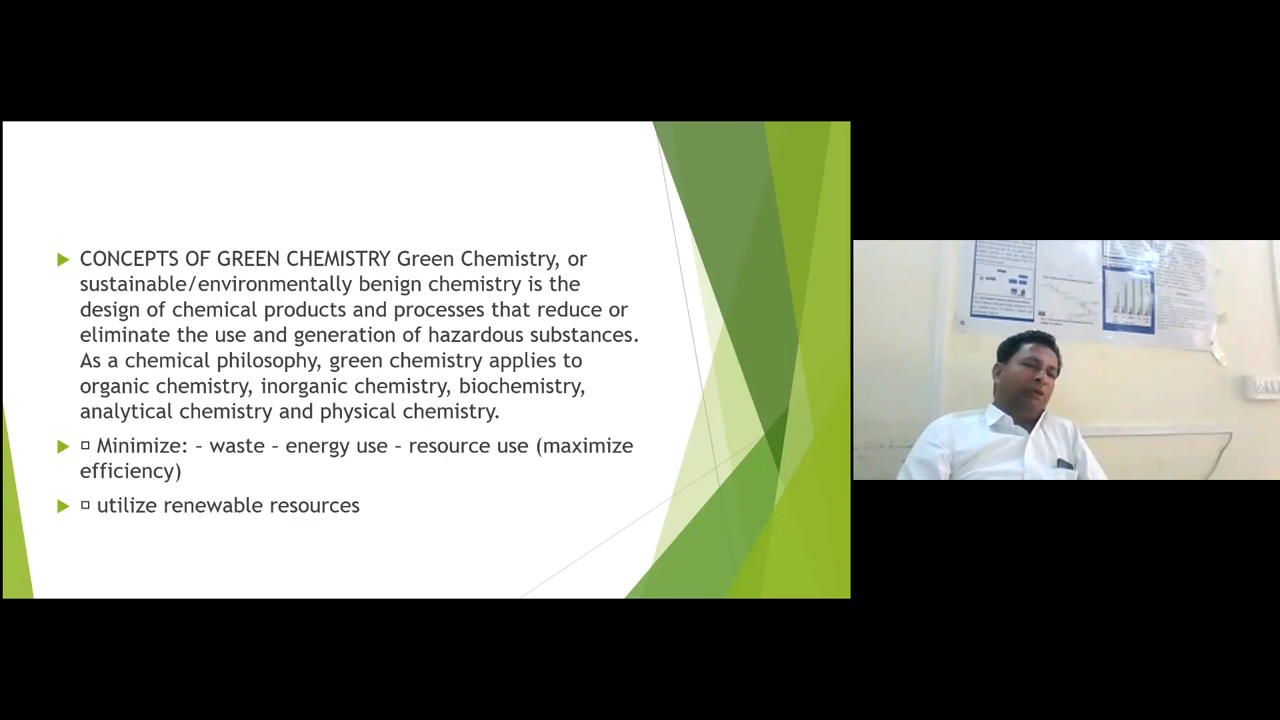 CONCEPTS OF GREEN CHEMISTRY Green Chemistry, or
sustainable/environmentally benign chemistry is the
design of chemical products and processes that reduce or
eliminate the use and generation of hazardous substances.
As a chemical philosophy, green chemistry applies to
organic chemistry, inorganic chemistry, biochemistry,
analytical chemistry and physical chemistry.
Minimize: – waste – energy use – resource use (maximize
efficiency)
utilize renewable resources